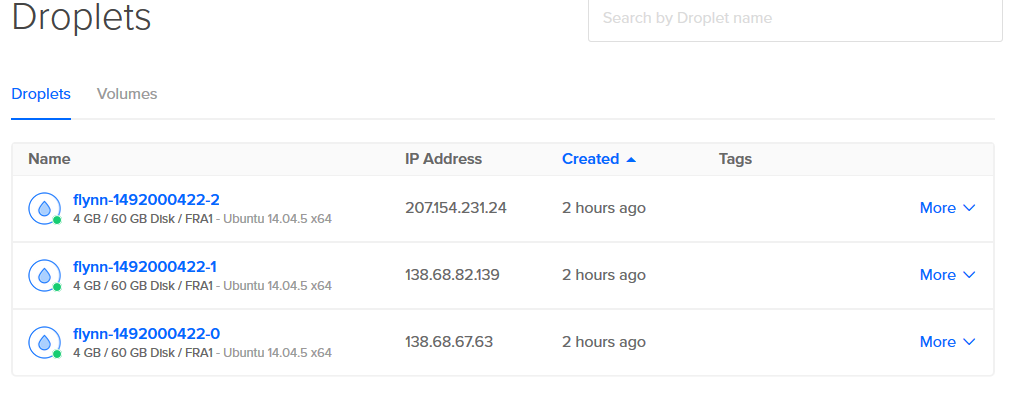 Droplets
Search by Droplet name
Droplets Volumes
Name IP Address Created Tags
flynn-1492000422-2
4 GB / 60 GB Disk / FRA1 - Ubuntu 14.04.5 x64
207.154.231.24 2 hours ago More
flynn-1492000422-1
4 GB / 60 GB Disk / FRA1 - Ubuntu 14.04.5 x64
138.68.82.139 2 hours ago More
flynn-1492000422-0
4 GB / 60 GB Disk / FRA1 - Ubuntu 14.04.5 x64
138.68.67.63 2 hours ago More